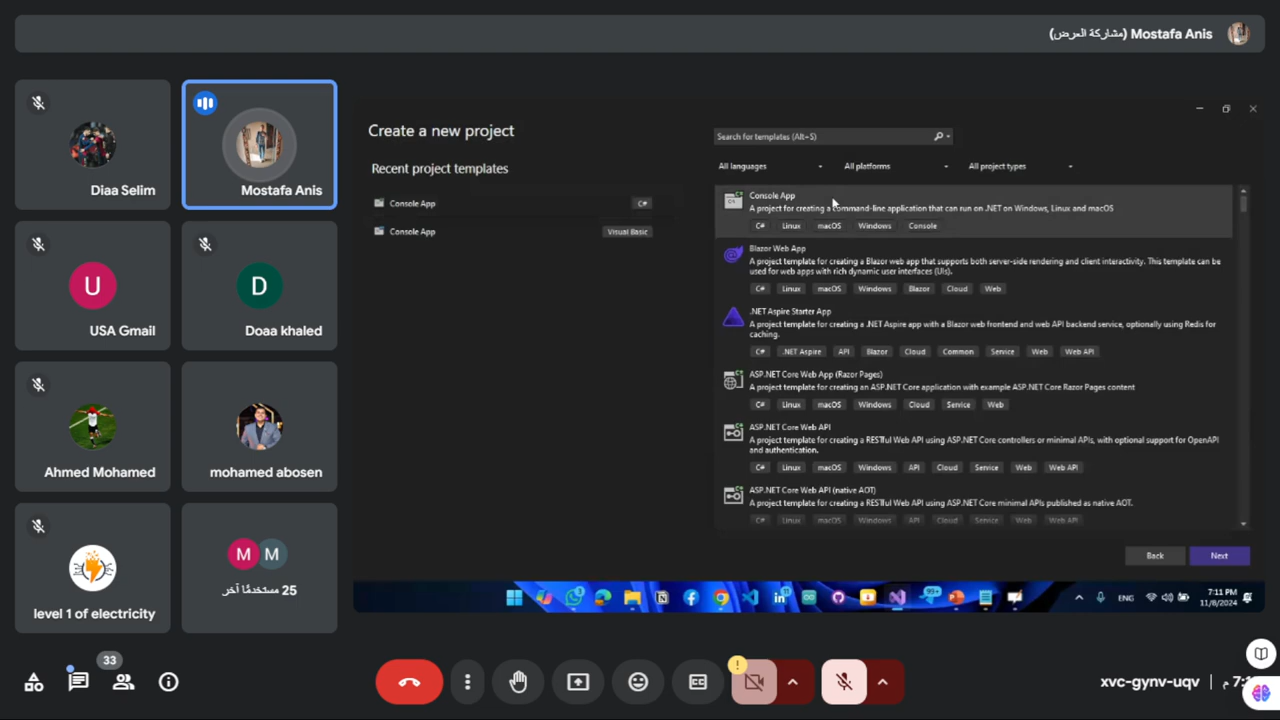 Mostafa Anis (مشاركة العرض)
Diaa Selim
Mostafa Anis
U
USA Gmail
D
Doaa khaled
Ahmed Mohamed
mohamed abosen
level 1 of electricity
M M
25 مستخدمًا آخر
Create a new project
Recent project templates
Console App C#
Console App Visual Basic
Search for templates (Alt+S)
All languages All platforms All project types
Console App
A project for creating a command-line application that can run on .NET on Windows, Linux and macOS
C# Linux macOS Windows Console
Blazor Web App
A project template for creating a Blazor web app that supports both server-side rendering and client interactivity. This template can be
used for web apps with rich dynamic user interfaces (UIs).
C# Linux macOS Windows Blazor Cloud Web
.NET Aspire Starter App
A project template for creating a .NET Aspire app with a Blazor web frontend and web API backend service, optionally using Redis for
caching.
C# .NET Aspire API Blazor Cloud Common Service Web Web API
ASP.NET Core Web App (Razor Pages)
A project template for creating an ASP.NET Core application with example ASP.NET Core Razor Pages content
C# Linux macOS Windows Cloud Service Web
ASP.NET Core Web API
A project template for creating a RESTful Web API using ASP.NET Core controllers or minimal APIs, with optional support for OpenAPI
and authentication.
C# Linux macOS Windows API Cloud Service Web Web API
ASP.NET Core Web API (native AOT)
A project template for creating a RESTful Web API using ASP.NET Core minimal APIs published as native AOT.
C# Linux macOS Windows API Cloud Service Web Web API
Back Next
99+
ENG
7:11 PM
11/8/2024
33
xvc-gynv-uqv